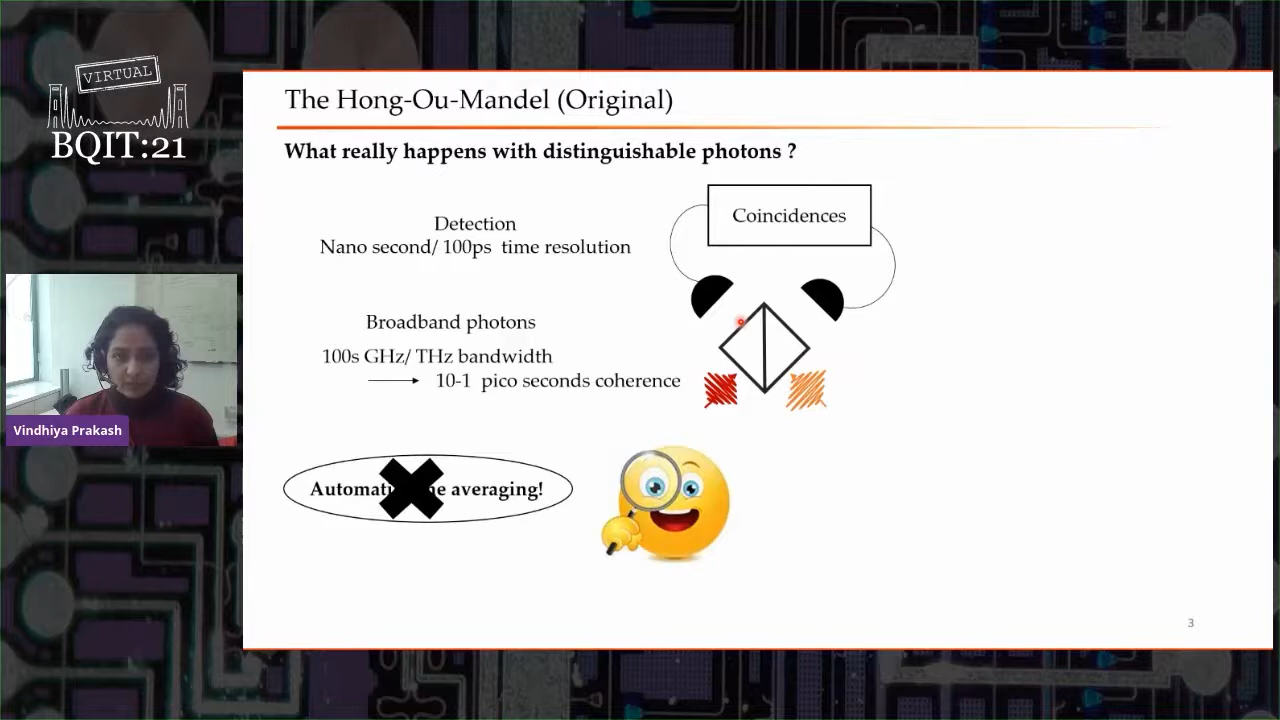 VIRTUAL
BQIT:21
The Hong-Ou-Mandel (Original)
What really happens with distinguishable photons ?
Coincidences
Detection
Nano second/ 100ps time resolution
Broadband photons
100s GHz/ THz bandwidth
10-1 pico seconds coherence
Vindhiya Prakash
averaging!
3